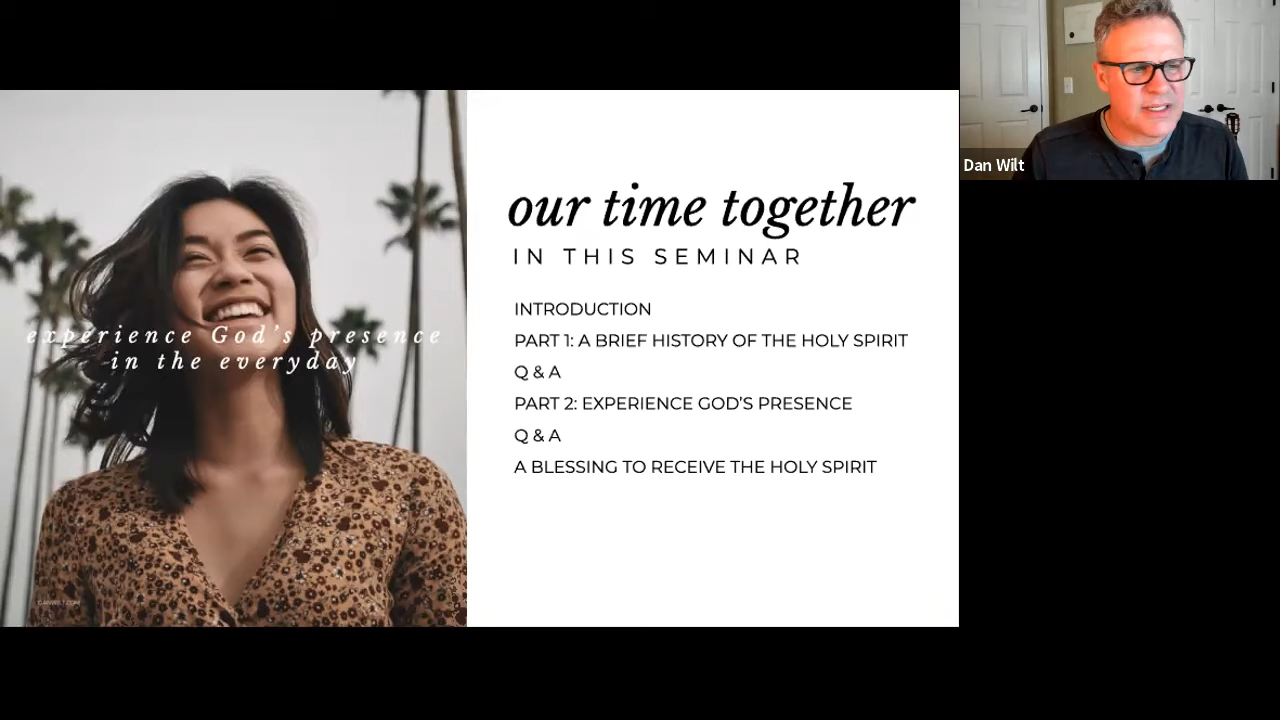 experience God's presence
in the everyday
our time together
IN THIS SEMINAR
INTRODUCTION
PART 1: A BRIEF HISTORY OF THE HOLY SPIRIT
Q & A
PART 2: EXPERIENCE GOD'S PRESENCE
Q & A
A BLESSING TO RECEIVE THE HOLY SPIRIT
Dan Wilt